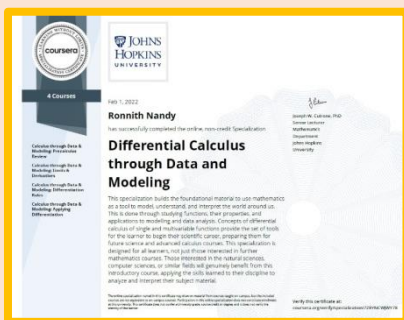 coursera
JOHNS
HOPKINS
UNIVERSITY
4 Courses
Calculus through Data &
Modeling: Precalculus
Review
Calculus through Data &
Modeling: Limits &
Derivatives
Calculus through Data &
Modeling: Differentiation
Rules
Calculus through Data &
Modeling: Applying
Differentiation
Feb 1, 2022
Ronnith Nandy
has successfully completed the online, non-credit Specialization
Differential Calculus
through Data and
Modeling
This specialization builds the foundational material to use mathematics
as a tool to model, understand, and interpret the world around us.
This is done through studying functions, their properties, and
applications to modeling and data analysis. Concepts of differential
calculus of single and multivariable functions provide the set of tools
for the learner to begin their scientific career, preparing them for
future science and advanced calculus courses. This specialization is
designed for all learners, not just those interested in further
mathematics courses. Those interested in the natural sciences,
computer sciences, or similar fields will genuinely benefit from this
introductory course, applying the skills learned to their discipline to
analyze and interpret their subject material.
Joseph W. Cutrone, PhD
Senior Lecturer
Mathematics
Department
Johns Hopkins
University
Verify this certificate at: